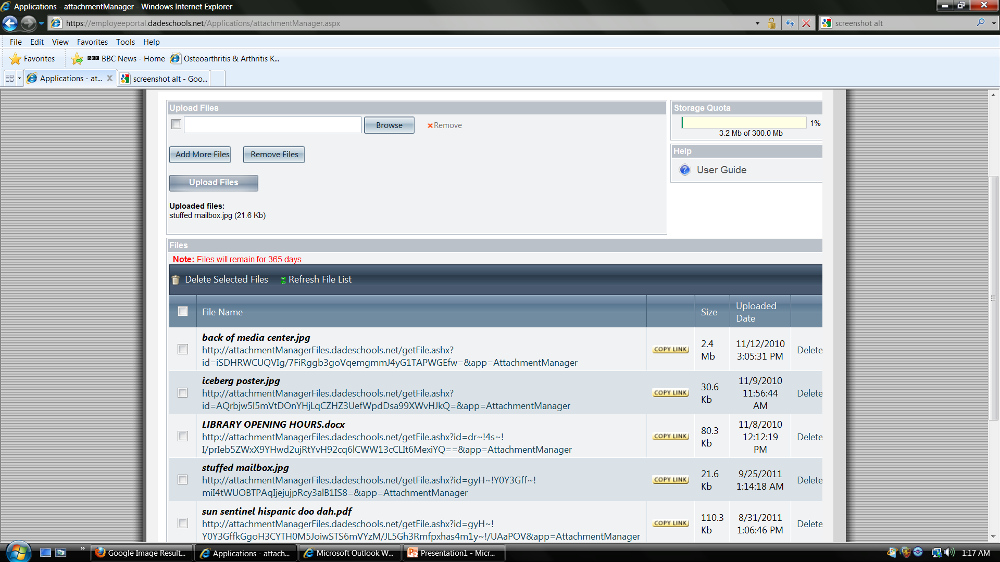 Applications - attachmentManager - Windows Internet Explorer
https://employeeportal.dadeschools.net/Applications/attachmentManager.aspx
screenshot alt
File Edit View Favorites Tools Help
Favorites BBC BBC News - Home Osteoarthritis & Arthritis K...
Applications - at... screenshot alt - Goo...
Upload Files
Storage Quota
Browse Remove
1%
3.2 Mb of 300.0 Mb
Add More Files Remove Files
Help
User Guide
Upload Files
Uploaded files:
stuffed mailbox.jpg (21.6 Kb)
Files
Note: Files will remain for 365 days
Delete Selected Files Refresh File List
File Name Size Uploaded
Date
back of media center.jpg
http://attachmentManagerFiles.dadeschools.net/getFile.ashx?
id=iSDHRWCUQVIg/7FiRggb3goVqemgmmJ4yG1TAPWGEfw=&app=AttachmentManager
COPY LINK
2.4
Mb
11/12/2010
3:05:31 PM
Delete
iceberg poster.jpg
http://attachmentManagerFiles.dadeschools.net/getFile.ashx?
id=AQrbjw5l5mVtDOnYHjLqCZHZ3UefWpdDsa99XWvHJkQ=&app=AttachmentManager
COPY LINK
30.6
Kb
11/9/2010
11:56:44
AM
Delete
LIBRARY OPENING HOURS.docx
http://attachmentManagerFiles.dadeschools.net/getFile.ashx?id=dr~!4s~!
I/prIeb5ZWxX9YHwd2ujRtYvH92cq6lCWW13cCLIt6MexiYQ==&app=AttachmentManager
COPY LINK
80.3
Kb
11/8/2010
12:12:19
PM
Delete
stuffed mailbox.jpg
http://attachmentManagerFiles.dadeschools.net/getFile.ashx?id=gyH~!Y0Y3Gff~!
miI4tWUOBTPAqIjejujpRcy3alB1IS8=&app=AttachmentManager
COPY LINK
21.6
Kb
9/25/2011
1:14:18 AM
Delete
sun sentinel hispanic doo dah.pdf
http://attachmentManagerFiles.dadeschools.net/getFile.ashx?id=gyH~!
Y0Y3GffkGgoH3CYTH0M5JoiwSTS6mVYzM/JL5Gh3Rmfpxhas4m1y~!/UAaPOV&app=AttachmentManager
COPY LINK
110.3
Kb
8/31/2011
1:06:46 PM
Delete
Google Image Result... Applications - attach... Microsoft Outlook W... Presentation1 - Micr... 1:17 AM